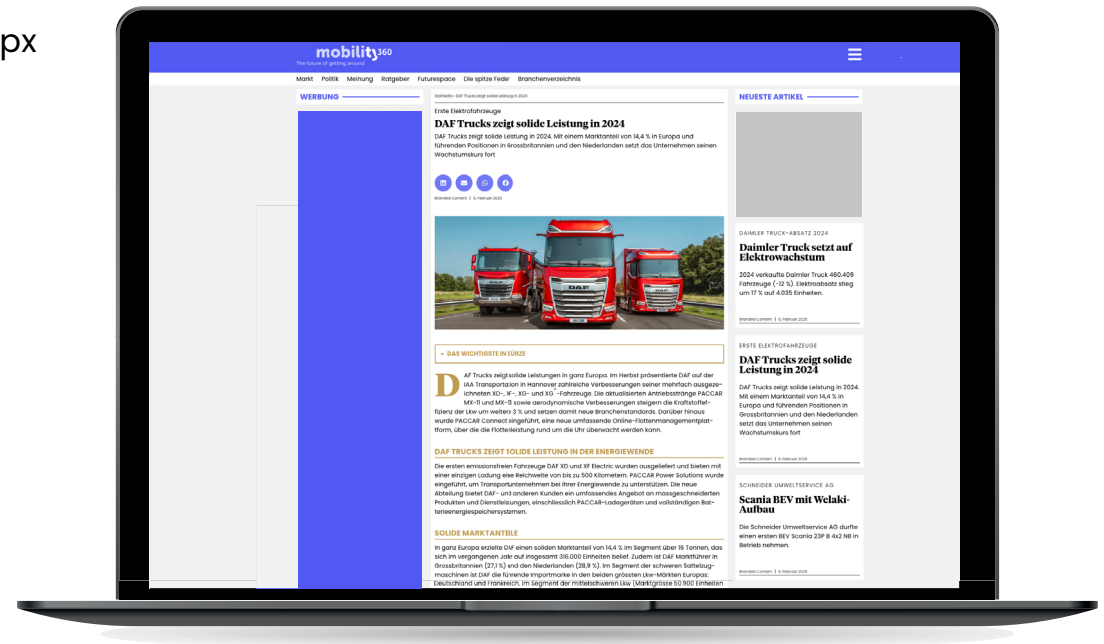 px
mobility360
The future of getting around
Markt Politik Meinung Ratgeber Futurespace Die spitze Feder Branchenverzeichnis
WERBUNG
Startseite » DAF Trucks zeigt solide Leistung in 2024
Erste Elektrofahrzeuge
DAF Trucks zeigt solide Leistung in 2024
DAF Trucks zeigt solide Leistung in 2024. Mit einem Marktanteil von 14,4 % in Europa und
führenden Positionen in Grossbritannien und den Niederlanden setzt das Unternehmen seinen
Wachstumskurs fort
Branded Content | 6. Februar 2025
DAF
DAS WICHTIGSTE IN KÜRZE
DAF Trucks zeigt solide Leistungen in ganz Europa. Im Herbst präsentierte DAF auf der
IAA Transportation in Hannover zahlreiche Verbesserungen seiner mehrfach ausgeze-
ichneten XD-, XF-, XG- und XG⁺-Fahrzeuge. Die aktualisierten Antriebsstränge PACCAR
MX-11 und MX-13 sowie aerodynamische Verbesserungen steigern die Kraftstoffef-
fizienz der Lkw um weitere 3 % und setzen damit neue Branchenstandards. Darüber hinaus
wurde PACCAR Connect eingeführt, eine neue umfassende Online-Flottenmanagementplat-
tform, über die die Flottenleistung rund um die Uhr überwacht werden kann.
DAF TRUCKS ZEIGT SOLIDE LEISTUNG IN DER ENERGIEWENDE
Die ersten emissionsfreien Fahrzeuge DAF XD und XF Electric wurden ausgeliefert und bieten mit
einer einzigen Ladung eine Reichweite von bis zu 500 Kilometern. PACCAR Power Solutions wurde
eingeführt, um Transportunternehmen bei ihrer Energiewende zu unterstützen. Die neue
Abteilung bietet DAF- und anderen Kunden ein umfassendes Angebot an massgeschneiderten
Produkten und Dienstleistungen, einschliesslich PACCAR-Ladegeräten und vollständigen Bat-
terieenergiespeichersystemen.
SOLIDE MARKTANTEILE
In ganz Europa erzielte DAF einen soliden Marktanteil von 14,4 % im Segment über 16 Tonnen, das
sich im vergangenen Jahr auf insgesamt 316.000 Einheiten belief. Zudem ist DAF Marktführer in
Grossbritannien (27,1 %) und den Niederlanden (28,9 %). Im Segment der schweren Sattelzug-
maschinen ist DAF die führende Importmarke in den beiden grössten Lkw-Märkten Europas:
Deutschland und Frankreich. Im Segment der mittelschweren Lkw (Marktgrösse 50.900 Einheiten
NEUESTE ARTIKEL
DAIMLER TRUCK-ABSATZ 2024
Daimler Truck setzt auf
Elektrowachstum
2024 verkaufte Daimler Truck 460.409
Fahrzeuge (-12 %). Elektroabsatz stieg
um 17 % auf 4.035 Einheiten.
Branded Content | 6. Februar 2025
ERSTE ELEKTROFAHRZEUGE
DAF Trucks zeigt solide
Leistung in 2024
DAF Trucks zeigt solide Leistung in 2024.
Mit einem Marktanteil von 14,4 % in
Europa und führenden Positionen in
Grossbritannien und den Niederlanden
setzt das Unternehmen seinen
Wachstumskurs fort
Branded Content | 6. Februar 2025
SCHNEIDER UMWELTSERVICE AG
Scania BEV mit Welaki-
Aufbau
Die Schneider Umweltservice AG durfte
einen ersten BEV Scania 23P B 4x2 NB in
Betrieb nehmen.
Branded Content | 6. Februar 2025